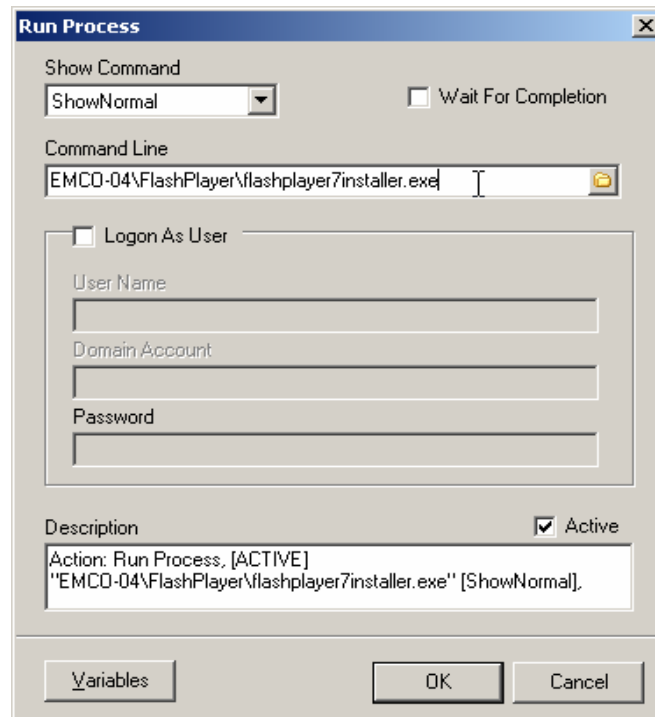 Run Process
Show Command
ShowNormal
Wait For Completion
Command Line
EMCO-04\FlashPlayer\flashplayer7installer.exe
Logon As User
User Name
Domain Account
Password
Description
Active
Action: Run Process, [ACTIVE]
"EMCO-04\FlashPlayer\flashplayer7installer.exe" [ShowNormal],
Variables
OK
Cancel